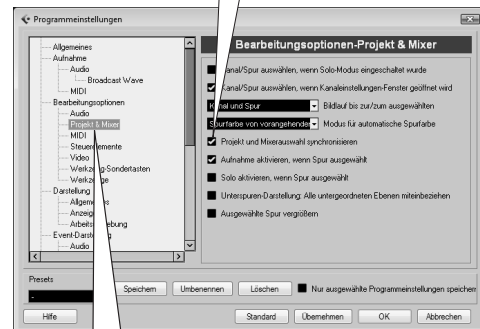 Programmeinstellungen
Allgemeines
Aufnahme
Audio
Broadcast Wave
MIDI
Bearbeitungsoptionen
Audio
Projekt & Mixer
MIDI
Steuerelemente
Video
Werkzeug-Sondertasten
Werkzeuge
Darstellung
Allgemeines
Anzeige
Arbeitsumgebung
Event-Darstellung
Audio
Bearbeitungsoptionen-Projekt & Mixer
Kanal/Spur auswählen, wenn Solo-Modus eingeschaltet wurde
Kanal/Spur auswählen, wenn Kanaleinstellungen-Fenster geöffnet wird
Kanal und Spur Bildlauf bis zur/zum ausgewählten
Spurfarbe von vorangehender Modus für automatische Spurfarbe
Projekt und Mixerauswahl synchronisieren
Aufnahme aktivieren, wenn Spur ausgewählt
Solo aktivieren, wenn Spur ausgewählt
Unterspuren-Darstellung: Alle untergeordneten Ebenen miteinbeziehen
Ausgewählte Spur vergrößern
Presets
- Speichern Umbenennen Löschen Nur ausgewählte Programmeinstellungen speichern
Hilfe Standard Übernehmen OK Abbrechen